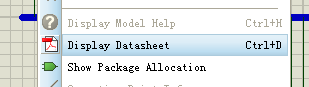 Display Model Help Ctrl+H
Display Datasheet Ctrl+D
Show Package Allocation